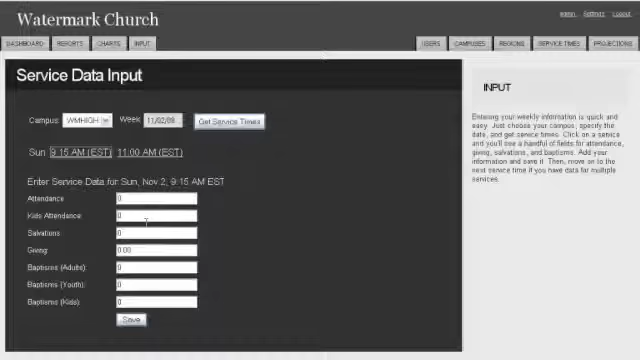 Watermark Church
Settings Logout
DASHBOARD REPORTS CHARTS INPUT
USERS CAMPUSES REGIONS SERVICE TIMES PROJECTIONS
Service Data Input
Campus: WMHIGH Week: 11/02/08 Get Service Times
Sun 9:15 AM (EST) 11:00 AM (EST)
Enter Service Data for Sun, Nov 2, 9:15 AM EST
Attendance 0
Kids Attendance: 0
Salvations: 0
Giving: 0.00
Baptisms (Adults): 0
Baptisms (Youth): 0
Baptisms (Kids): 0
Save
INPUT
Entering your weekly information is quick and
easy. Just choose your campus, specify the
date, and get service times. Click on a service
and you'll see a handful of fields for attendance,
giving, salvations, and baptisms. Add your
information and save it. Then, move on to the
next service time if you have data for multiple
services.